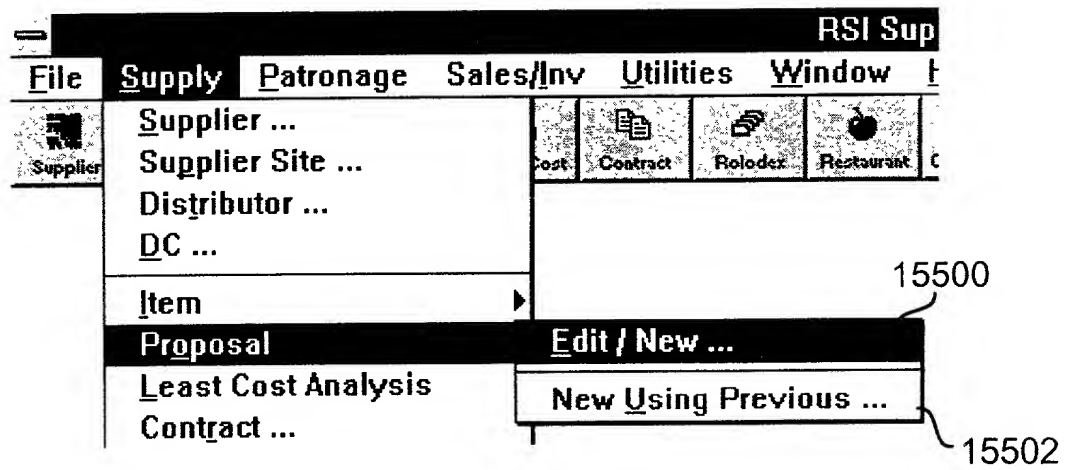 RSI Sup
File Supply Patronage Sales/Inv Utilities Window
Supplier ...
Supplier Site ...
Distributor ...
DC ...
Supplier Cost Contract Rolodex Restaurant
Item
Proposal
Least Cost Analysis
Contract ...
Edit / New ...
New Using Previous ...
15500
15502